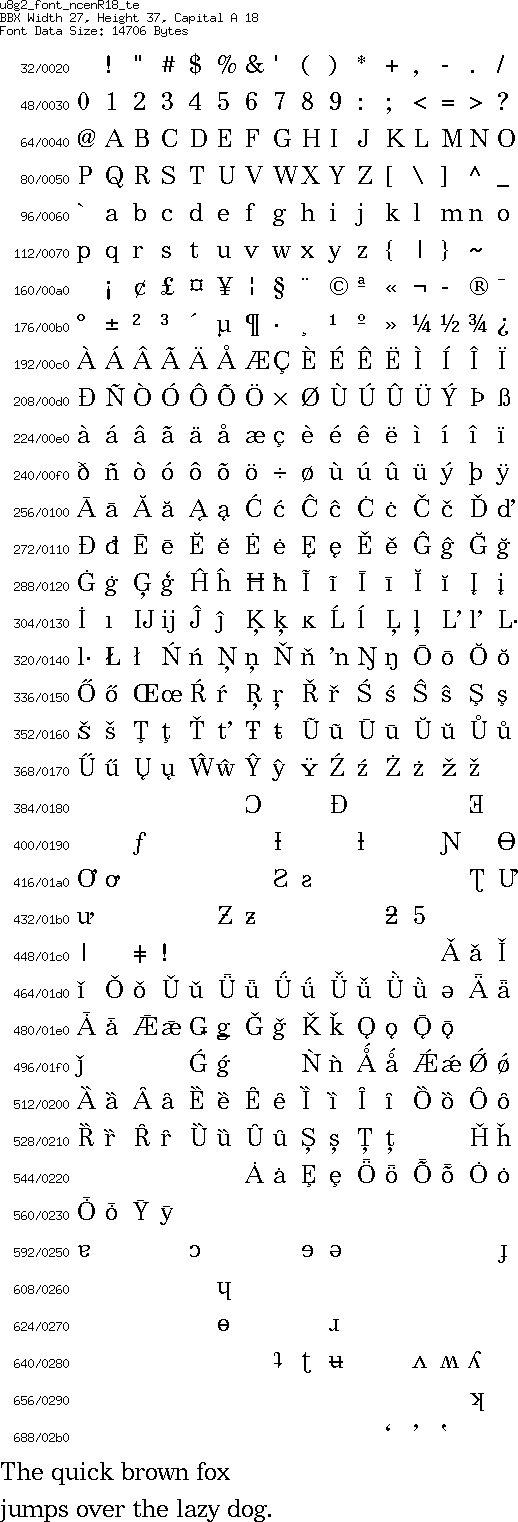 u8g2_font_ncenR18_te
BBX Width 27, Height 37, Capital A 18
Font Data Size: 14706 Bytes
32/0020 ! " # $ % & ' ( ) * + , - . /
48/0030 0 1 2 3 4 5 6 7 8 9 : ; < = > ?
64/0040 @ A B C D E F G H I J K L M N O
80/0050 P Q R S T U V W X Y Z [ \ ] ^ _
96/0060 ` a b c d e f g h i j k l m n o
112/0070 p q r s t u v w x y z { | } ~
160/00a0 ¡ ¢ £ ¤ ¥ ¦ § ¨ © ª « ¬ - ® ¯
176/00b0 ° ± ² ³ ´ µ ¶ · ¸ ¹ º » ¼ ½ ¾ ¿
192/00c0 À Á Â Ã Ä Å Æ Ç È É Ê Ë Ì Í Î Ï
208/00d0 Ð Ñ Ò Ó Ô Õ Ö × Ø Ù Ú Û Ü Ý Þ ß
224/00e0 à á â ã ä å æ ç è é ê ë ì í î ï
240/00f0 ð ñ ò ó ô õ ö ÷ ø ù ú û ü ý þ ÿ
256/0100 Ā ā Ă ă Ą ą Ć ć Ĉ ĉ Ċ ċ Č č Ď ď
272/0110 Đ đ Ē ē Ĕ ĕ Ė ė Ę ę Ě ě Ĝ ĝ Ğ ğ
288/0120 Ġ ġ Ģ ģ Ĥ ĥ Ħ ħ Ĩ ĩ Ī ī Ĭ ĭ Į į
304/0130 İ ı Ĳ ĳ Ĵ ĵ Ķ ķ ĸ Ĺ ĺ Ļ ļ Ľ ľ Ŀ
320/0140 ŀ Ł ł Ń ń Ņ ņ Ň ň ŉ Ŋ ŋ Ō ō Ŏ ŏ
336/0150 Ő ő Œ œ Ŕ ŕ Ŗ ŗ Ř ř Ś ś Ŝ ŝ Ş ş
352/0160 š š Ţ ţ Ť ť Ŧ ŧ Ũ ũ Ū ū Ŭ ŭ Ů ů
368/0170 Ű ű Ų ų Ŵ ŵ Ŷ ŷ Ÿ Ź ź Ż ż ž ž
384/0180 Ɔ Ɖ Ǝ
400/0190 ƒ Ɨ ƚ Ɲ Ɵ
416/01a0 Ơ ơ Ƨ ƨ Ʈ Ư
432/01b0 ư Ƶ ƶ ƻ Ƽ
448/01c0 ǀ ǂ ǃ Ǎ ǎ Ǐ
464/01d0 ǐ Ǒ ǒ Ǔ ǔ Ǖ ǖ Ǘ ǘ Ǚ ǚ Ǜ ǜ ǝ Ǟ ǟ
480/01e0 Ǡ ǡ Ǣ ǣ Ǥ ǥ Ǧ ǧ Ǩ ǩ Ǫ ǫ Ǭ ǭ
496/01f0 ǰ Ǵ ǵ Ǹ ǹ Ǻ ǻ Ǽ ǽ Ǿ ǿ
512/0200 Ȁ ȁ Ȃ ȃ Ȅ ȅ Ȇ ȇ Ȉ ȉ Ȋ ȋ Ȍ ȍ Ȏ ȏ
528/0210 Ȑ ȑ Ȓ ȓ Ȕ ȕ Ȗ ȗ Ș ș Ț ț Ȟ ȟ
544/0220 Ȧ ȧ Ȩ ȩ Ȫ ȫ Ȭ ȭ Ȯ ȯ
560/0230 Ȱ ȱ Ȳ ȳ
592/0250 ɐ ɔ ɘ ə ɟ
608/0260 ɥ
624/0270 ɵ ɹ
640/0280 ʇ ʈ ʉ ʌ ʍ ʎ
656/0290 ʞ
688/02b0 ʻ ʼ ʽ
The quick brown fox
jumps over the lazy dog.